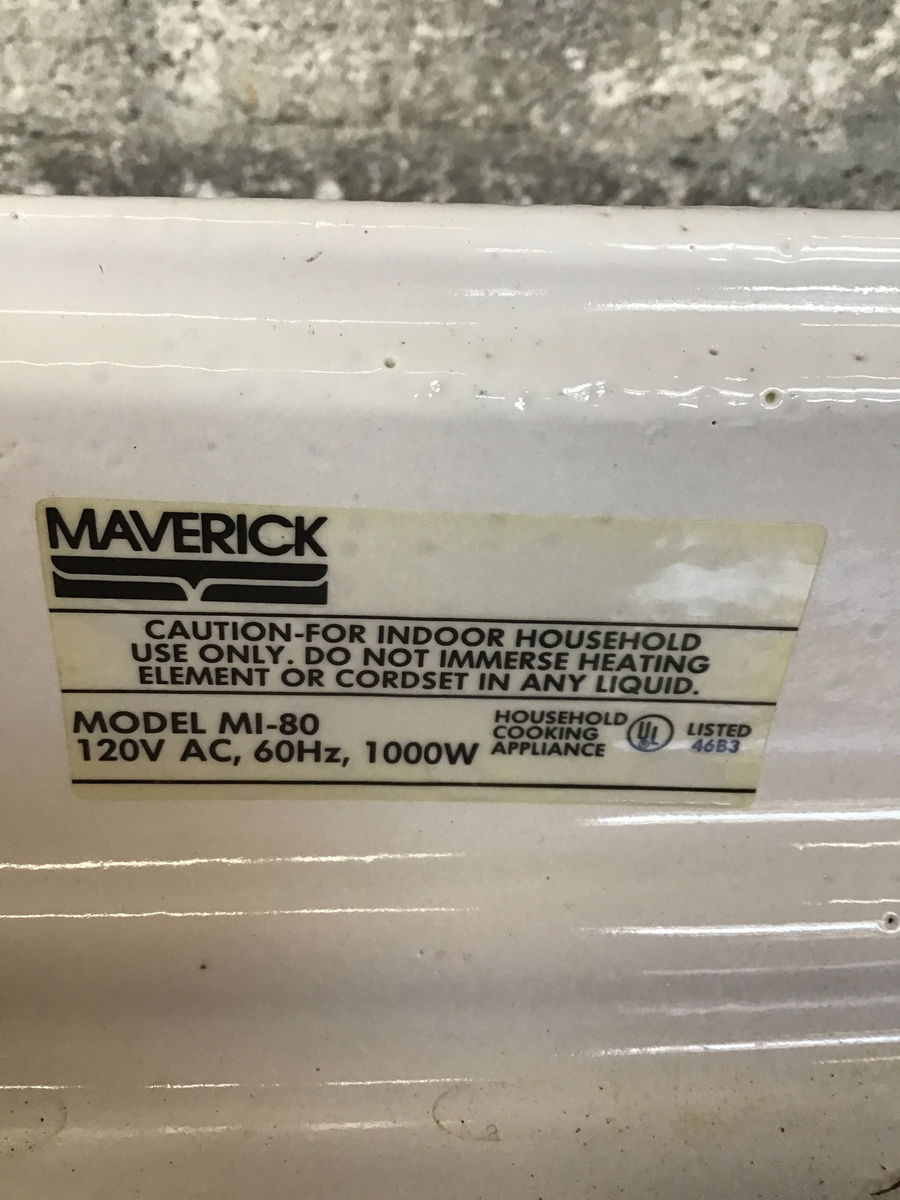 MAVERICK
CAUTION-FOR INDOOR HOUSEHOLD
USE ONLY. DO NOT IMMERSE HEATING
ELEMENT OR CORDSET IN ANY LIQUID.
MODEL MI-80
120V AC, 60Hz, 1000W
HOUSEHOLD
COOKING
APPLIANCE
UL
LISTED
46B3